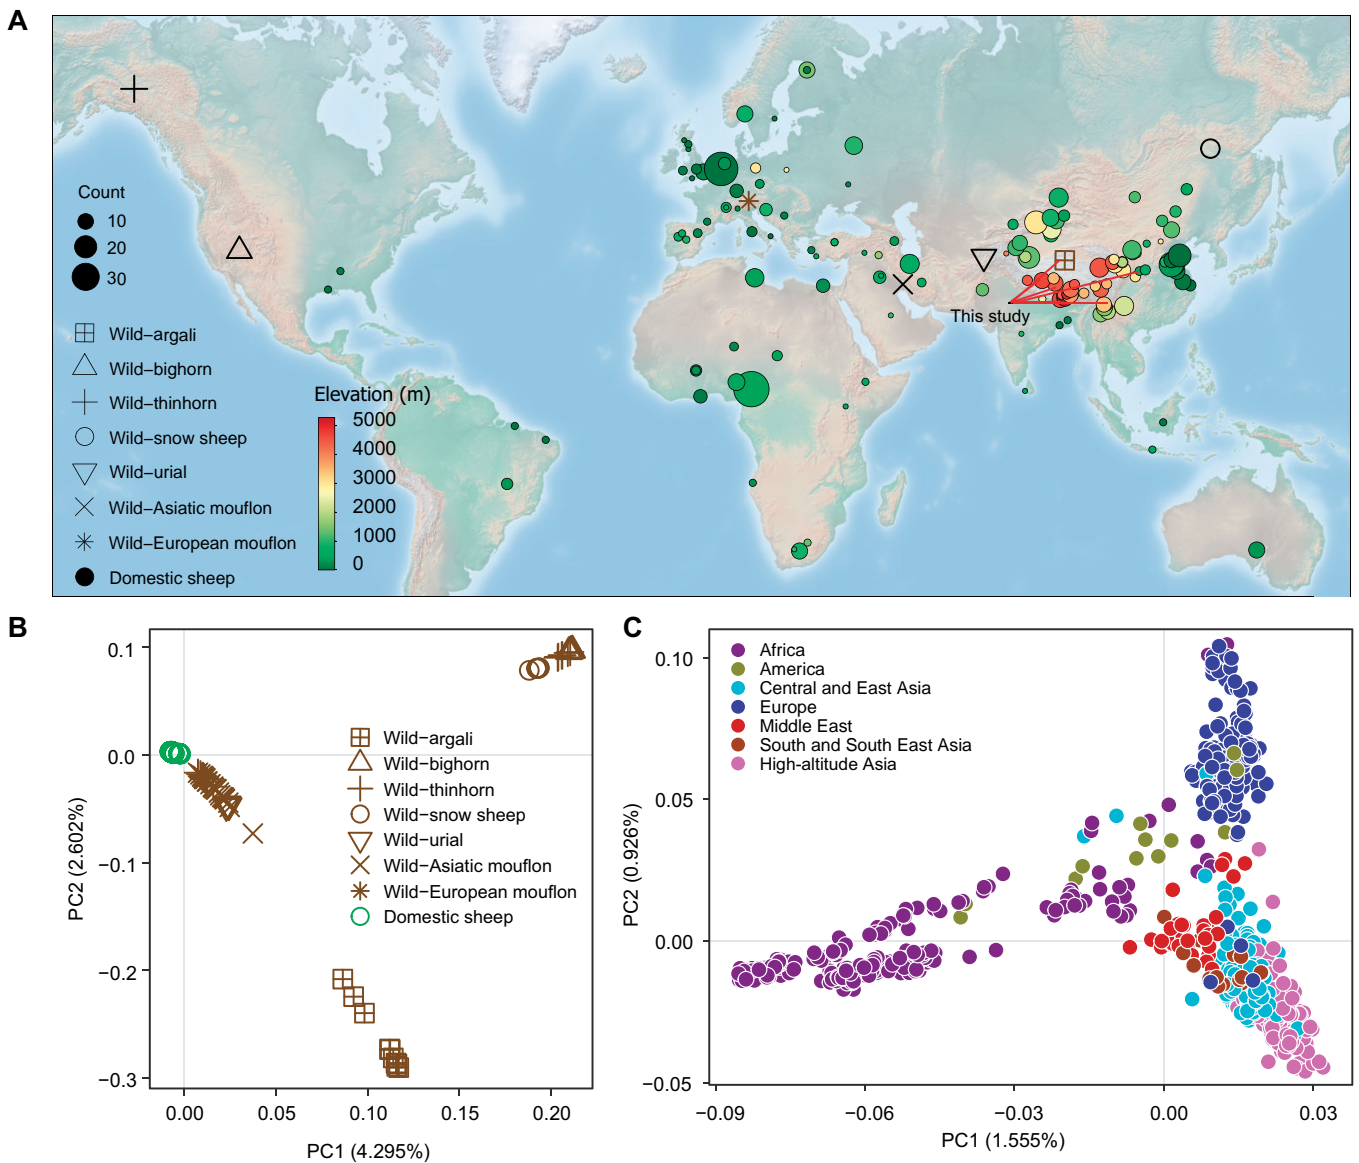 A
Count
10
20
30
Wild−argali
Wild−bighorn
Wild−thinhorn
Wild−snow sheep
Wild−urial
Wild−Asiatic mouflon
Wild−European mouflon
Domestic sheep
Elevation (m)
5000
4000
3000
2000
1000
0
This study
B
0.1
0.0
−0.1
−0.2
−0.3
PC2 (2.602%)
Wild−argali
Wild−bighorn
Wild−thinhorn
Wild−snow sheep
Wild−urial
Wild−Asiatic mouflon
Wild−European mouflon
Domestic sheep
0.00 0.05 0.10 0.15 0.20
PC1 (4.295%)
C
0.10
0.05
0.00
−0.05
PC2 (0.926%)
Africa
America
Central and East Asia
Europe
Middle East
South and South East Asia
High−altitude Asia
−0.09 −0.06 −0.03 0.00 0.03
PC1 (1.555%)